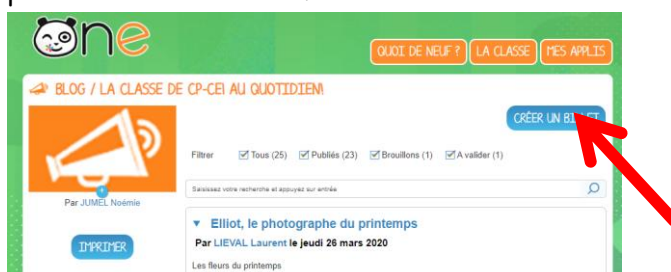 one
QUOI DE NEUF ? LA CLASSE MES APPLIS
BLOG / LA CLASSE DE CP-CE1 AU QUOTIDIEN!
CRÉER UN BILLET
Filtrer Tous (25) Publiés (23) Brouillons (1) A valider (1)
Saisissez votre recherche et appuyez sur entrée
Par JUMEL Noémie
IMPRIMER
Elliot, le photographe du printemps
Par LIEVAL Laurent le jeudi 26 mars 2020
Les fleurs du printemps